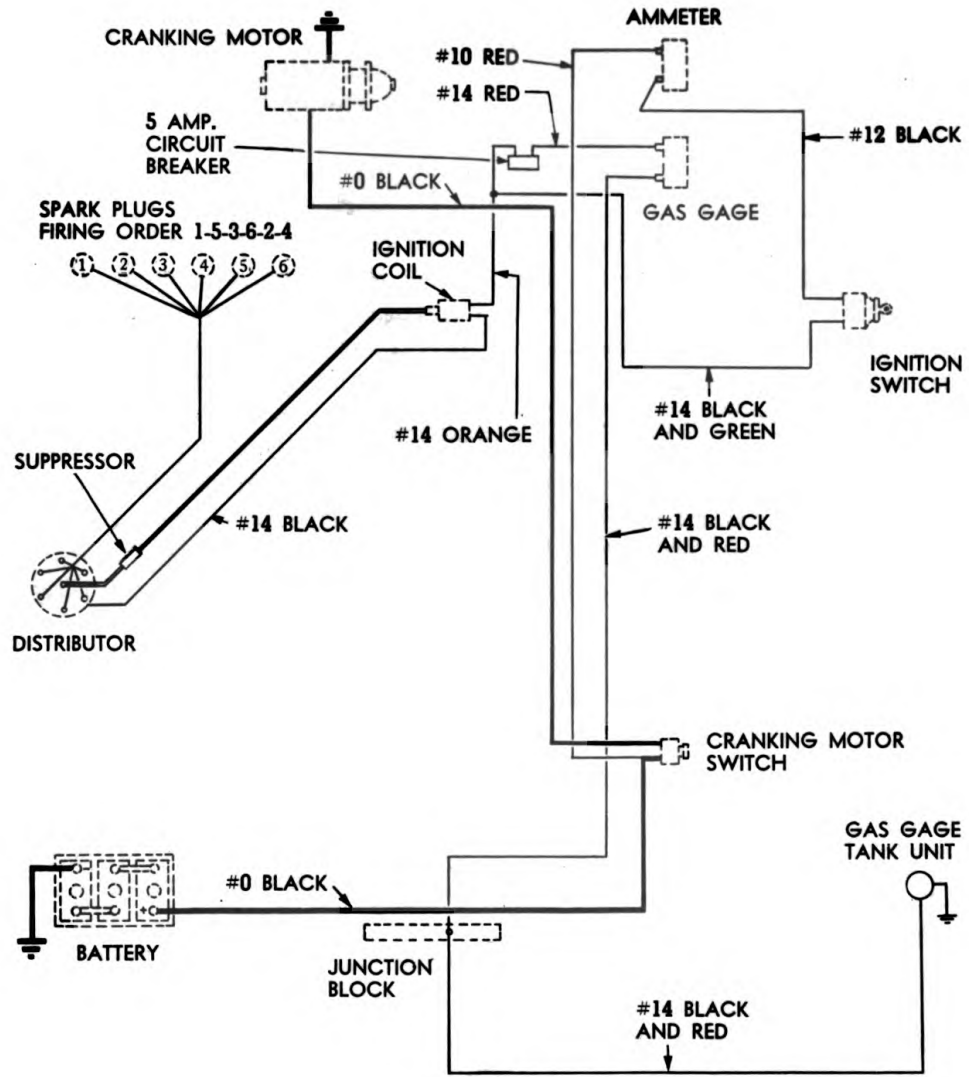 AMMETER
CRANKING MOTOR
#10 RED
#14 RED
5 AMP.
CIRCUIT
BREAKER
#12 BLACK
#0 BLACK
GAS GAGE
SPARK PLUGS
FIRING ORDER 1-5-3-6-2-4
1 2 3 4 5 6
IGNITION
COIL
IGNITION
SWITCH
#14 BLACK
AND GREEN
#14 ORANGE
SUPPRESSOR
#14 BLACK
#14 BLACK
AND RED
DISTRIBUTOR
CRANKING MOTOR
SWITCH
GAS GAGE
TANK UNIT
#0 BLACK
+
BATTERY
JUNCTION
BLOCK
#14 BLACK
AND RED